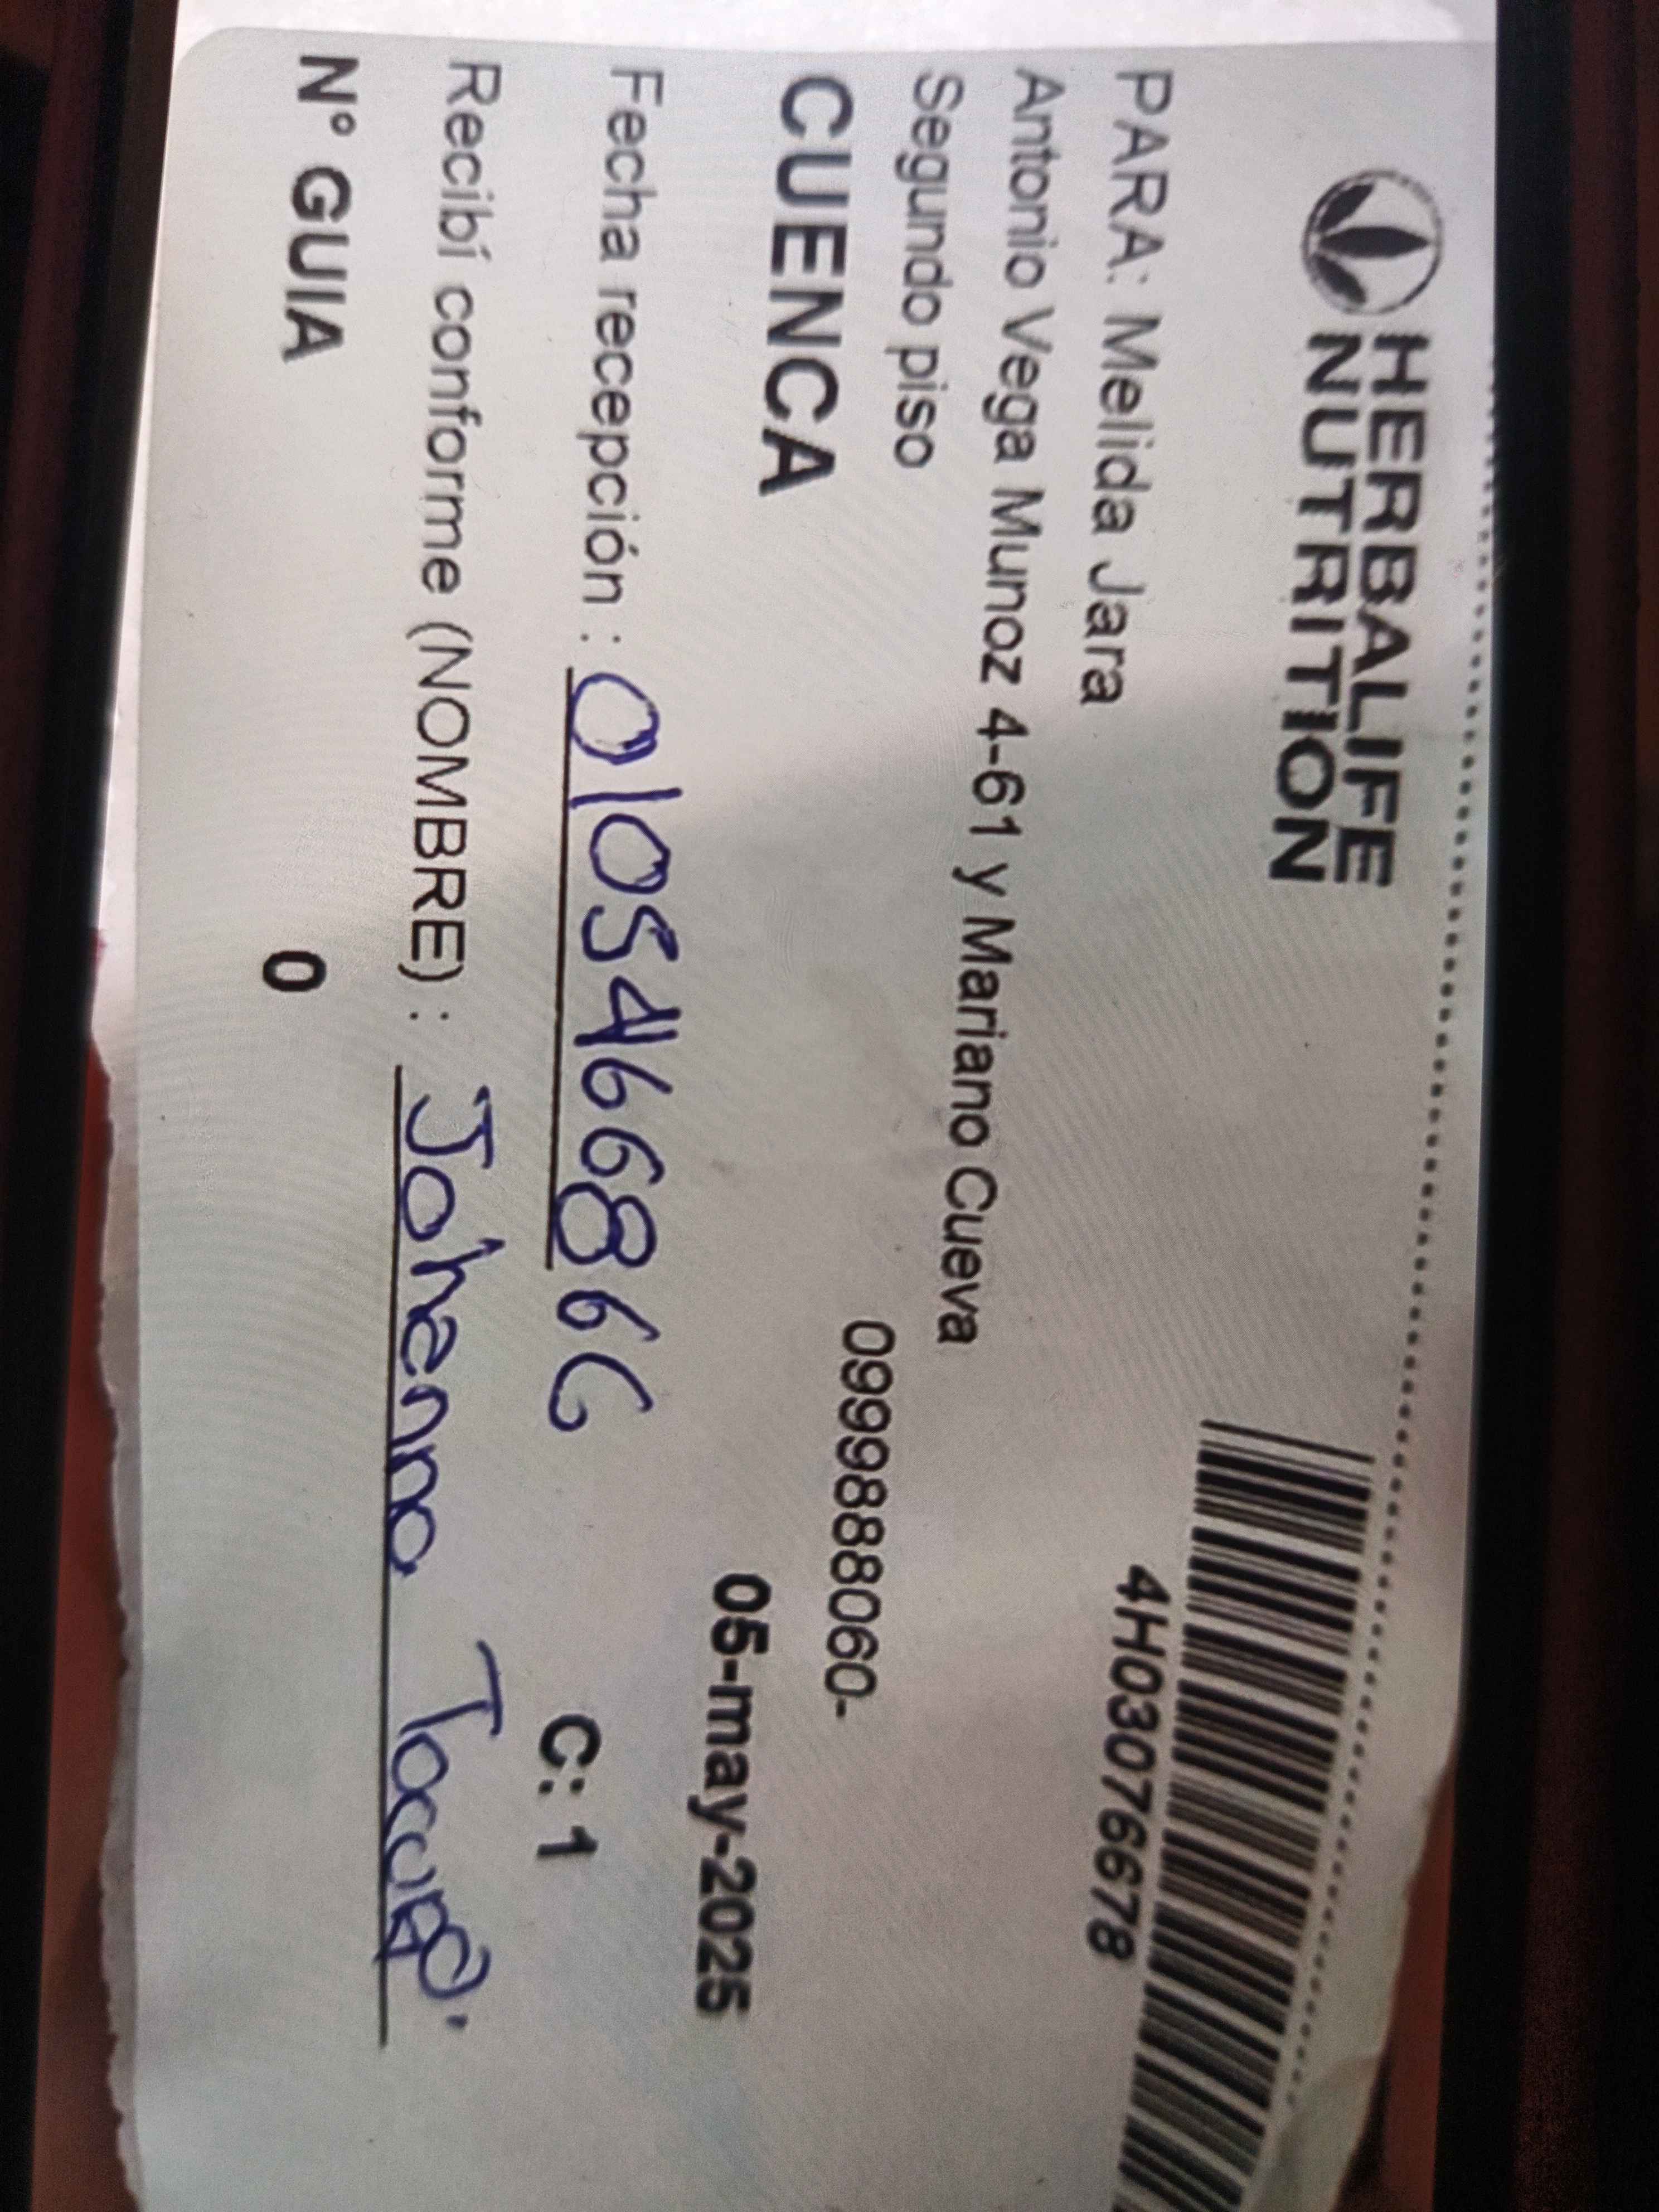 HERBALIFE
NUTRITION
4H03076678
PARA: Melida Jara
Antonio Vega Munoz 4-61 y Mariano Cueva
Segundo piso
0999888060-
CUENCA
05-may-2025
Fecha recepción : 0105466866
C: 1
Recibí conforme (NOMBRE) :
N° GUIA 0